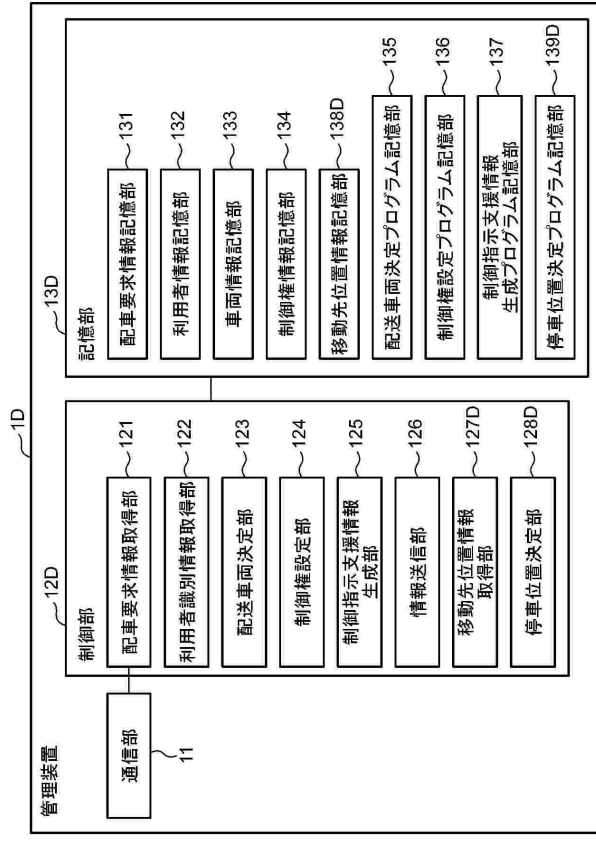 1D
管理装置
通信部
11
12D
制御部
配車要求情報取得部
121
利用者識別情報取得部
122
配送車両決定部
123
制御権設定部
124
制御指示支援情報
生成部
125
情報送信部
126
移動先位置情報
取得部
127D
停車位置決定部
128D
13D
記憶部
配車要求情報記憶部
131
利用者情報記憶部
132
車両情報記憶部
133
制御権情報記憶部
134
移動先位置情報記憶部
138D
配送車両決定プログラム記憶部
135
制御権設定プログラム記憶部
136
制御指示支援情報
生成プログラム記憶部
137
停車位置決定プログラム記憶部
139D